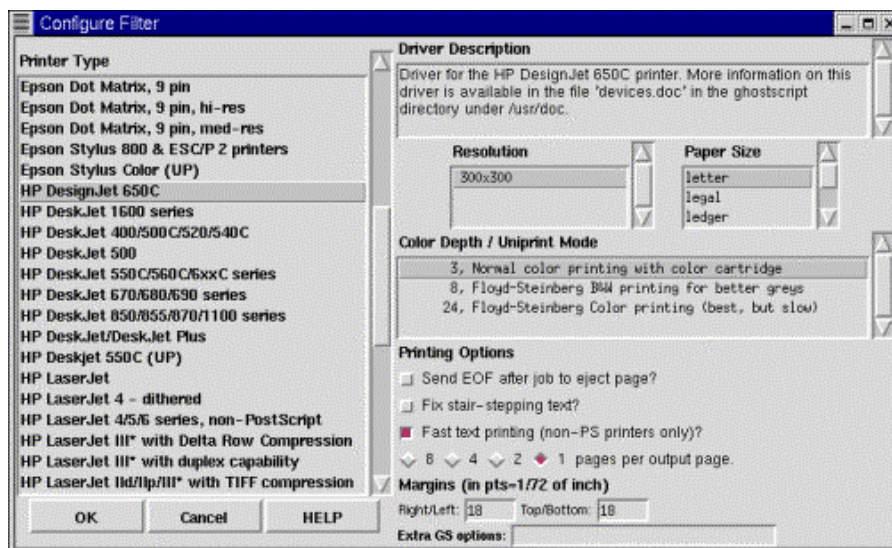 Configure Filter
Printer Type
Epson Dot Matrix, 9 pin
Epson Dot Matrix, 9 pin, hi-res
Epson Dot Matrix, 9 pin, med-res
Epson Stylus 800 & ESC/P 2 printers
Epson Stylus Color (UP)
HP DesignJet 650C
HP DeskJet 1600 series
HP DeskJet 400/500C/520/540C
HP DeskJet 500
HP DeskJet 550C/560C/6xxC series
HP DeskJet 670/680/690 series
HP DeskJet 850/855/870/1100 series
HP DeskJet/DeskJet Plus
HP Deskjet 550C (UP)
HP LaserJet
HP LaserJet 4 - dithered
HP LaserJet 4/5/6 series, non-PostScript
HP LaserJet III* with Delta Row Compression
HP LaserJet III* with duplex capability
HP LaserJet IId/IIp/III* with TIFF compression
OK
Cancel
HELP
Driver Description
Driver for the HP DesignJet 650C printer. More information on this
driver is available in the file 'devices.doc' in the ghostscript
directory under /usr/doc.
Resolution
300x300
Paper Size
letter
legal
ledger
Color Depth / Uniprint Mode
3, Normal color printing with color cartridge
8, Floyd-Steinberg B&W printing for better greys
24, Floyd-Steinberg Color printing (best, but slow)
Printing Options
Send EOF after job to eject page?
Fix stair-stepping text?
Fast text printing (non-PS printers only)?
8 4 2 1 pages per output page.
Margins (in pts=1/72 of inch)
Right/Left: 18 Top/Bottom: 18
Extra GS options: